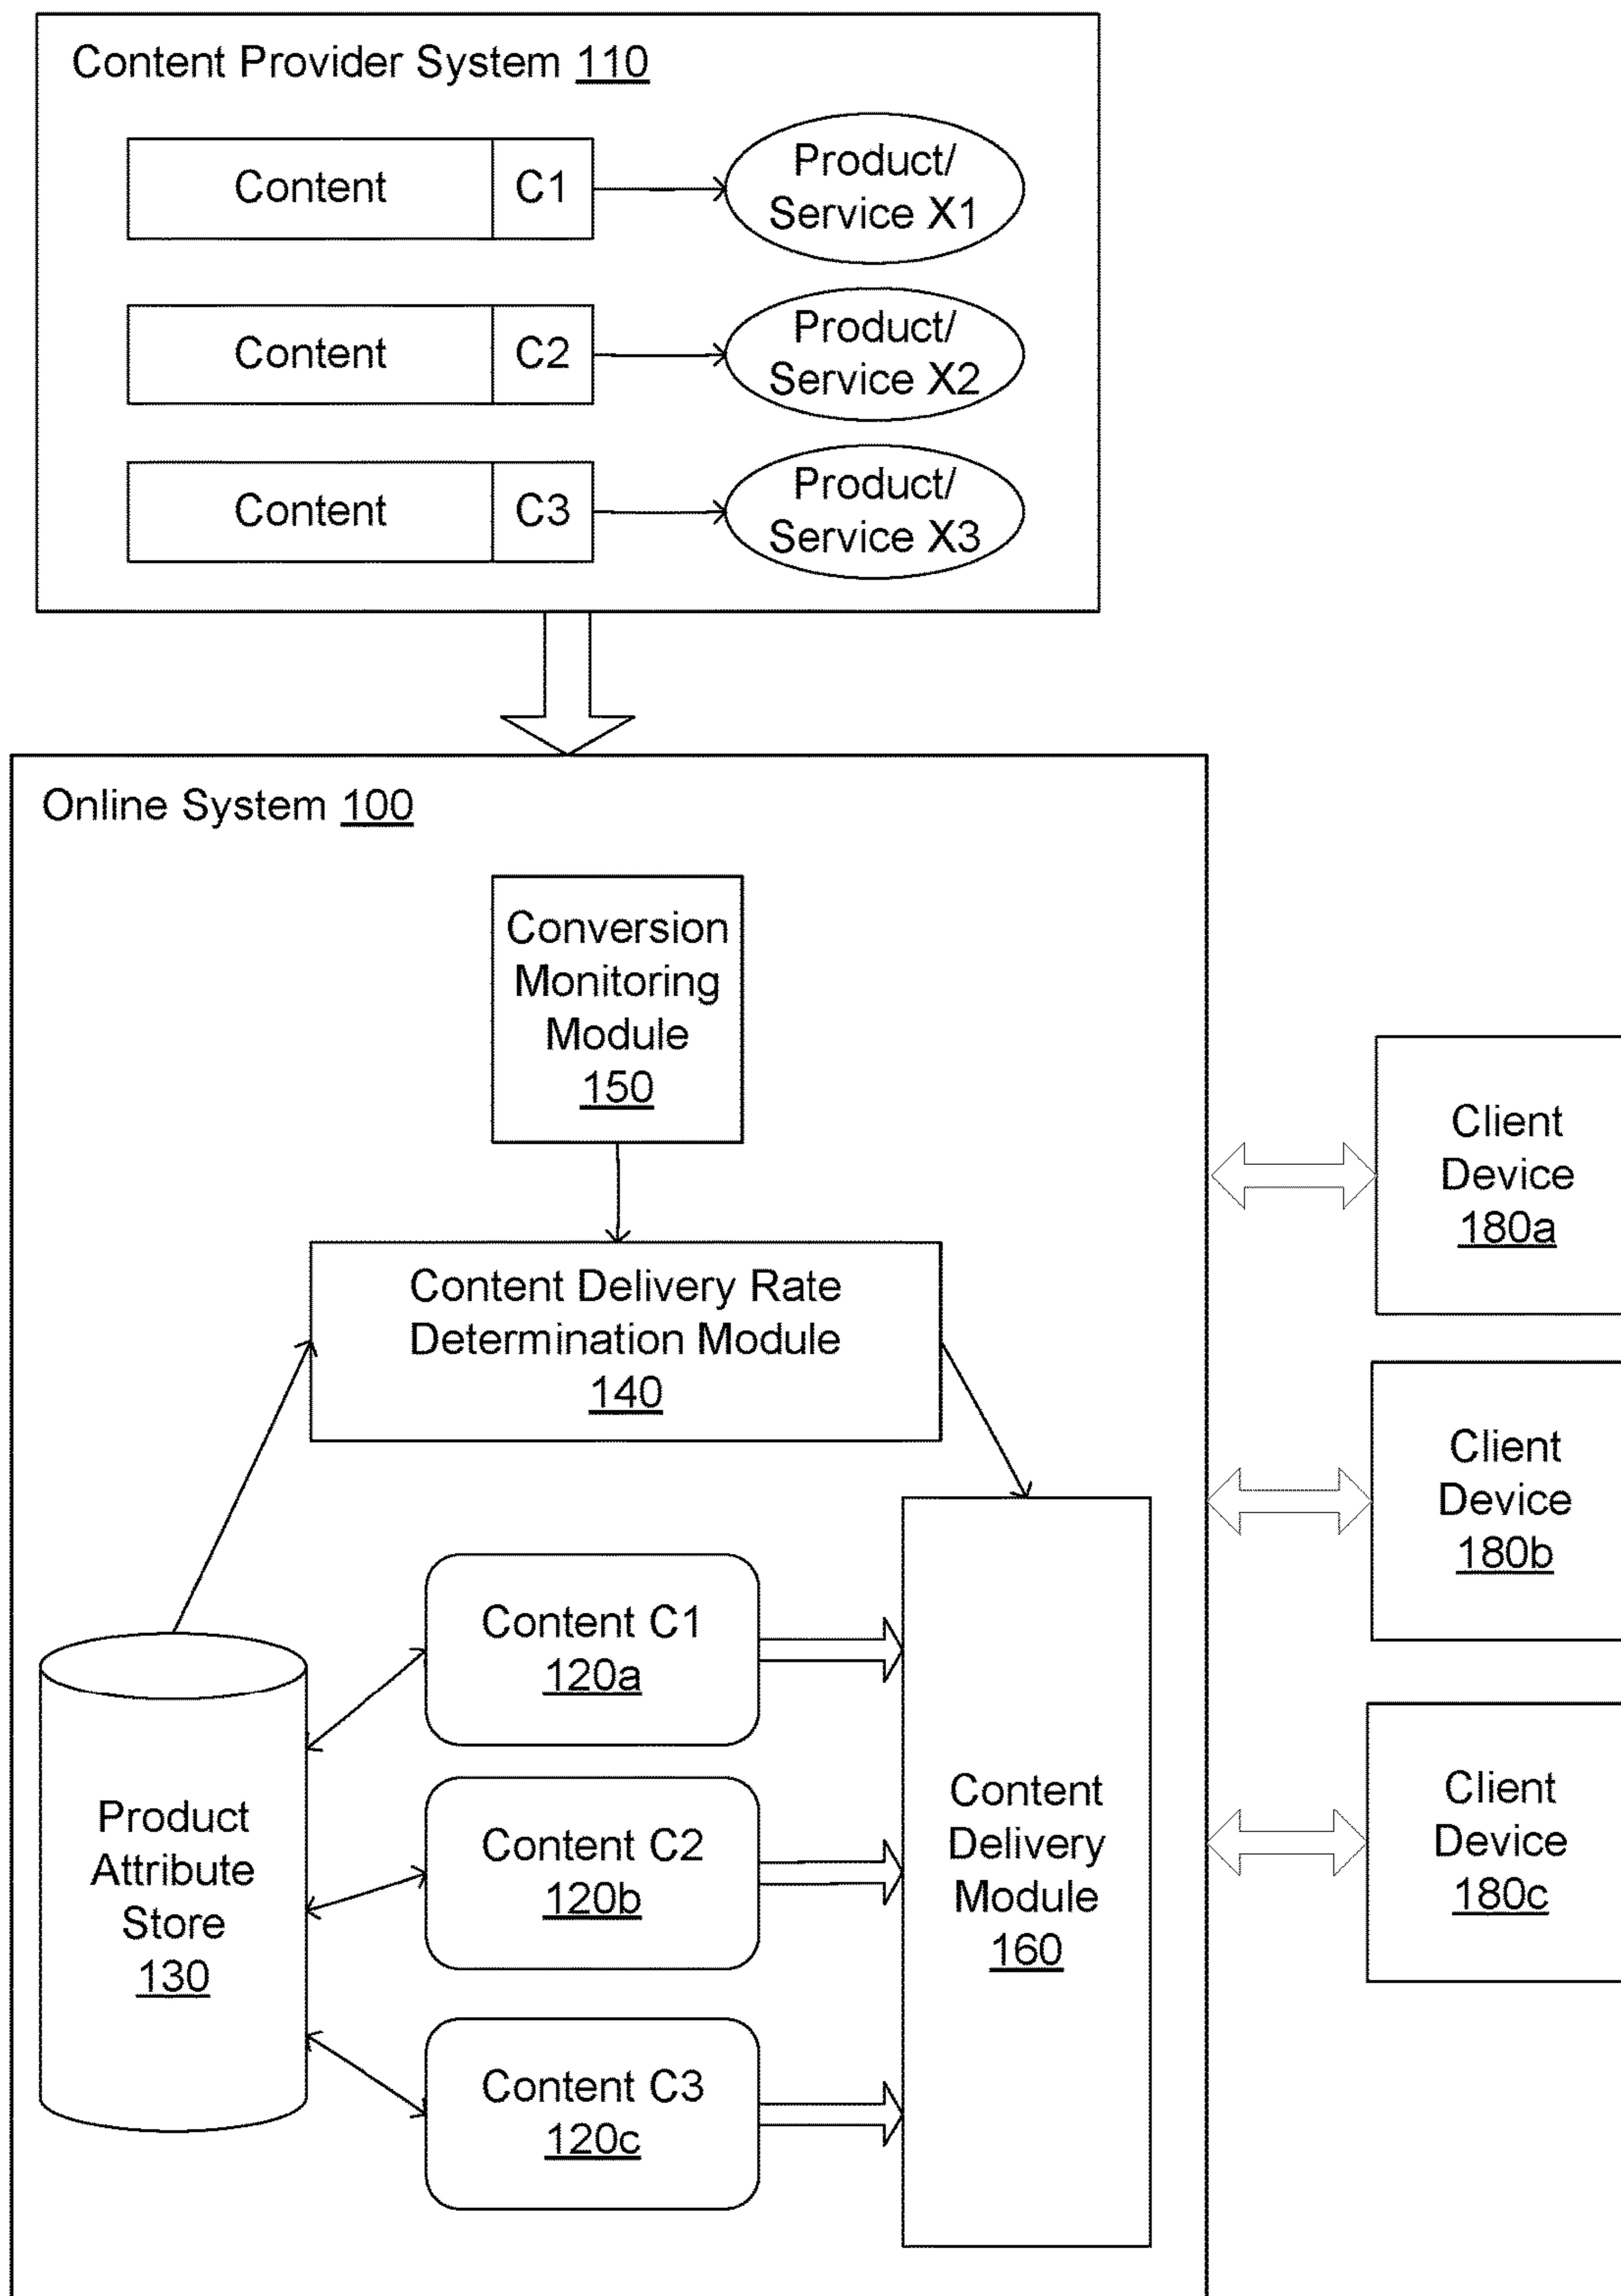 Content Provider System 110
Content C1
Product/
Service X1
Content C2
Product/
Service X2
Content C3
Product/
Service X3
Online System 100
Conversion
Monitoring
Module
150
Content Delivery Rate
Determination Module
140
Content C1
120a
Content C2
120b
Content C3
120c
Product
Attribute
Store
130
Content
Delivery
Module
160
Client
Device
180a
Client
Device
180b
Client
Device
180c